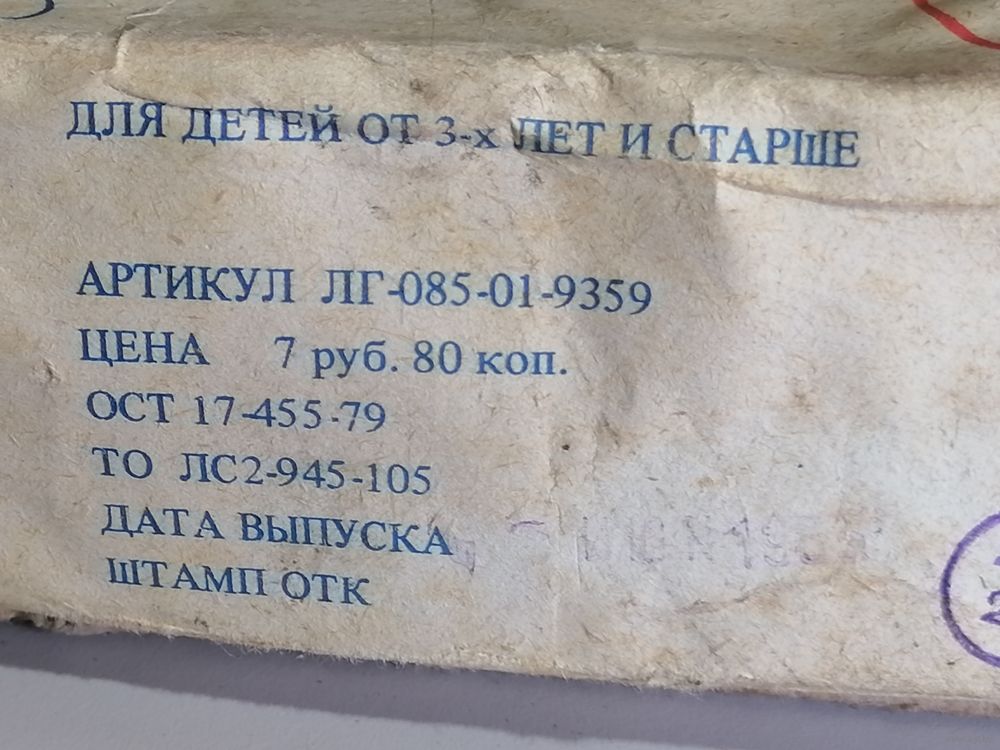 ДЛЯ ДЕТЕЙ ОТ 3-х ЛЕТ И СТАРШЕ
АРТИКУЛ ЛГ-085-01-9359
ЦЕНА 7 руб. 80 коп.
ОСТ 17-455-79
ТО ЛС2-945-105
ДАТА ВЫПУСКА
ШТАМП ОТК